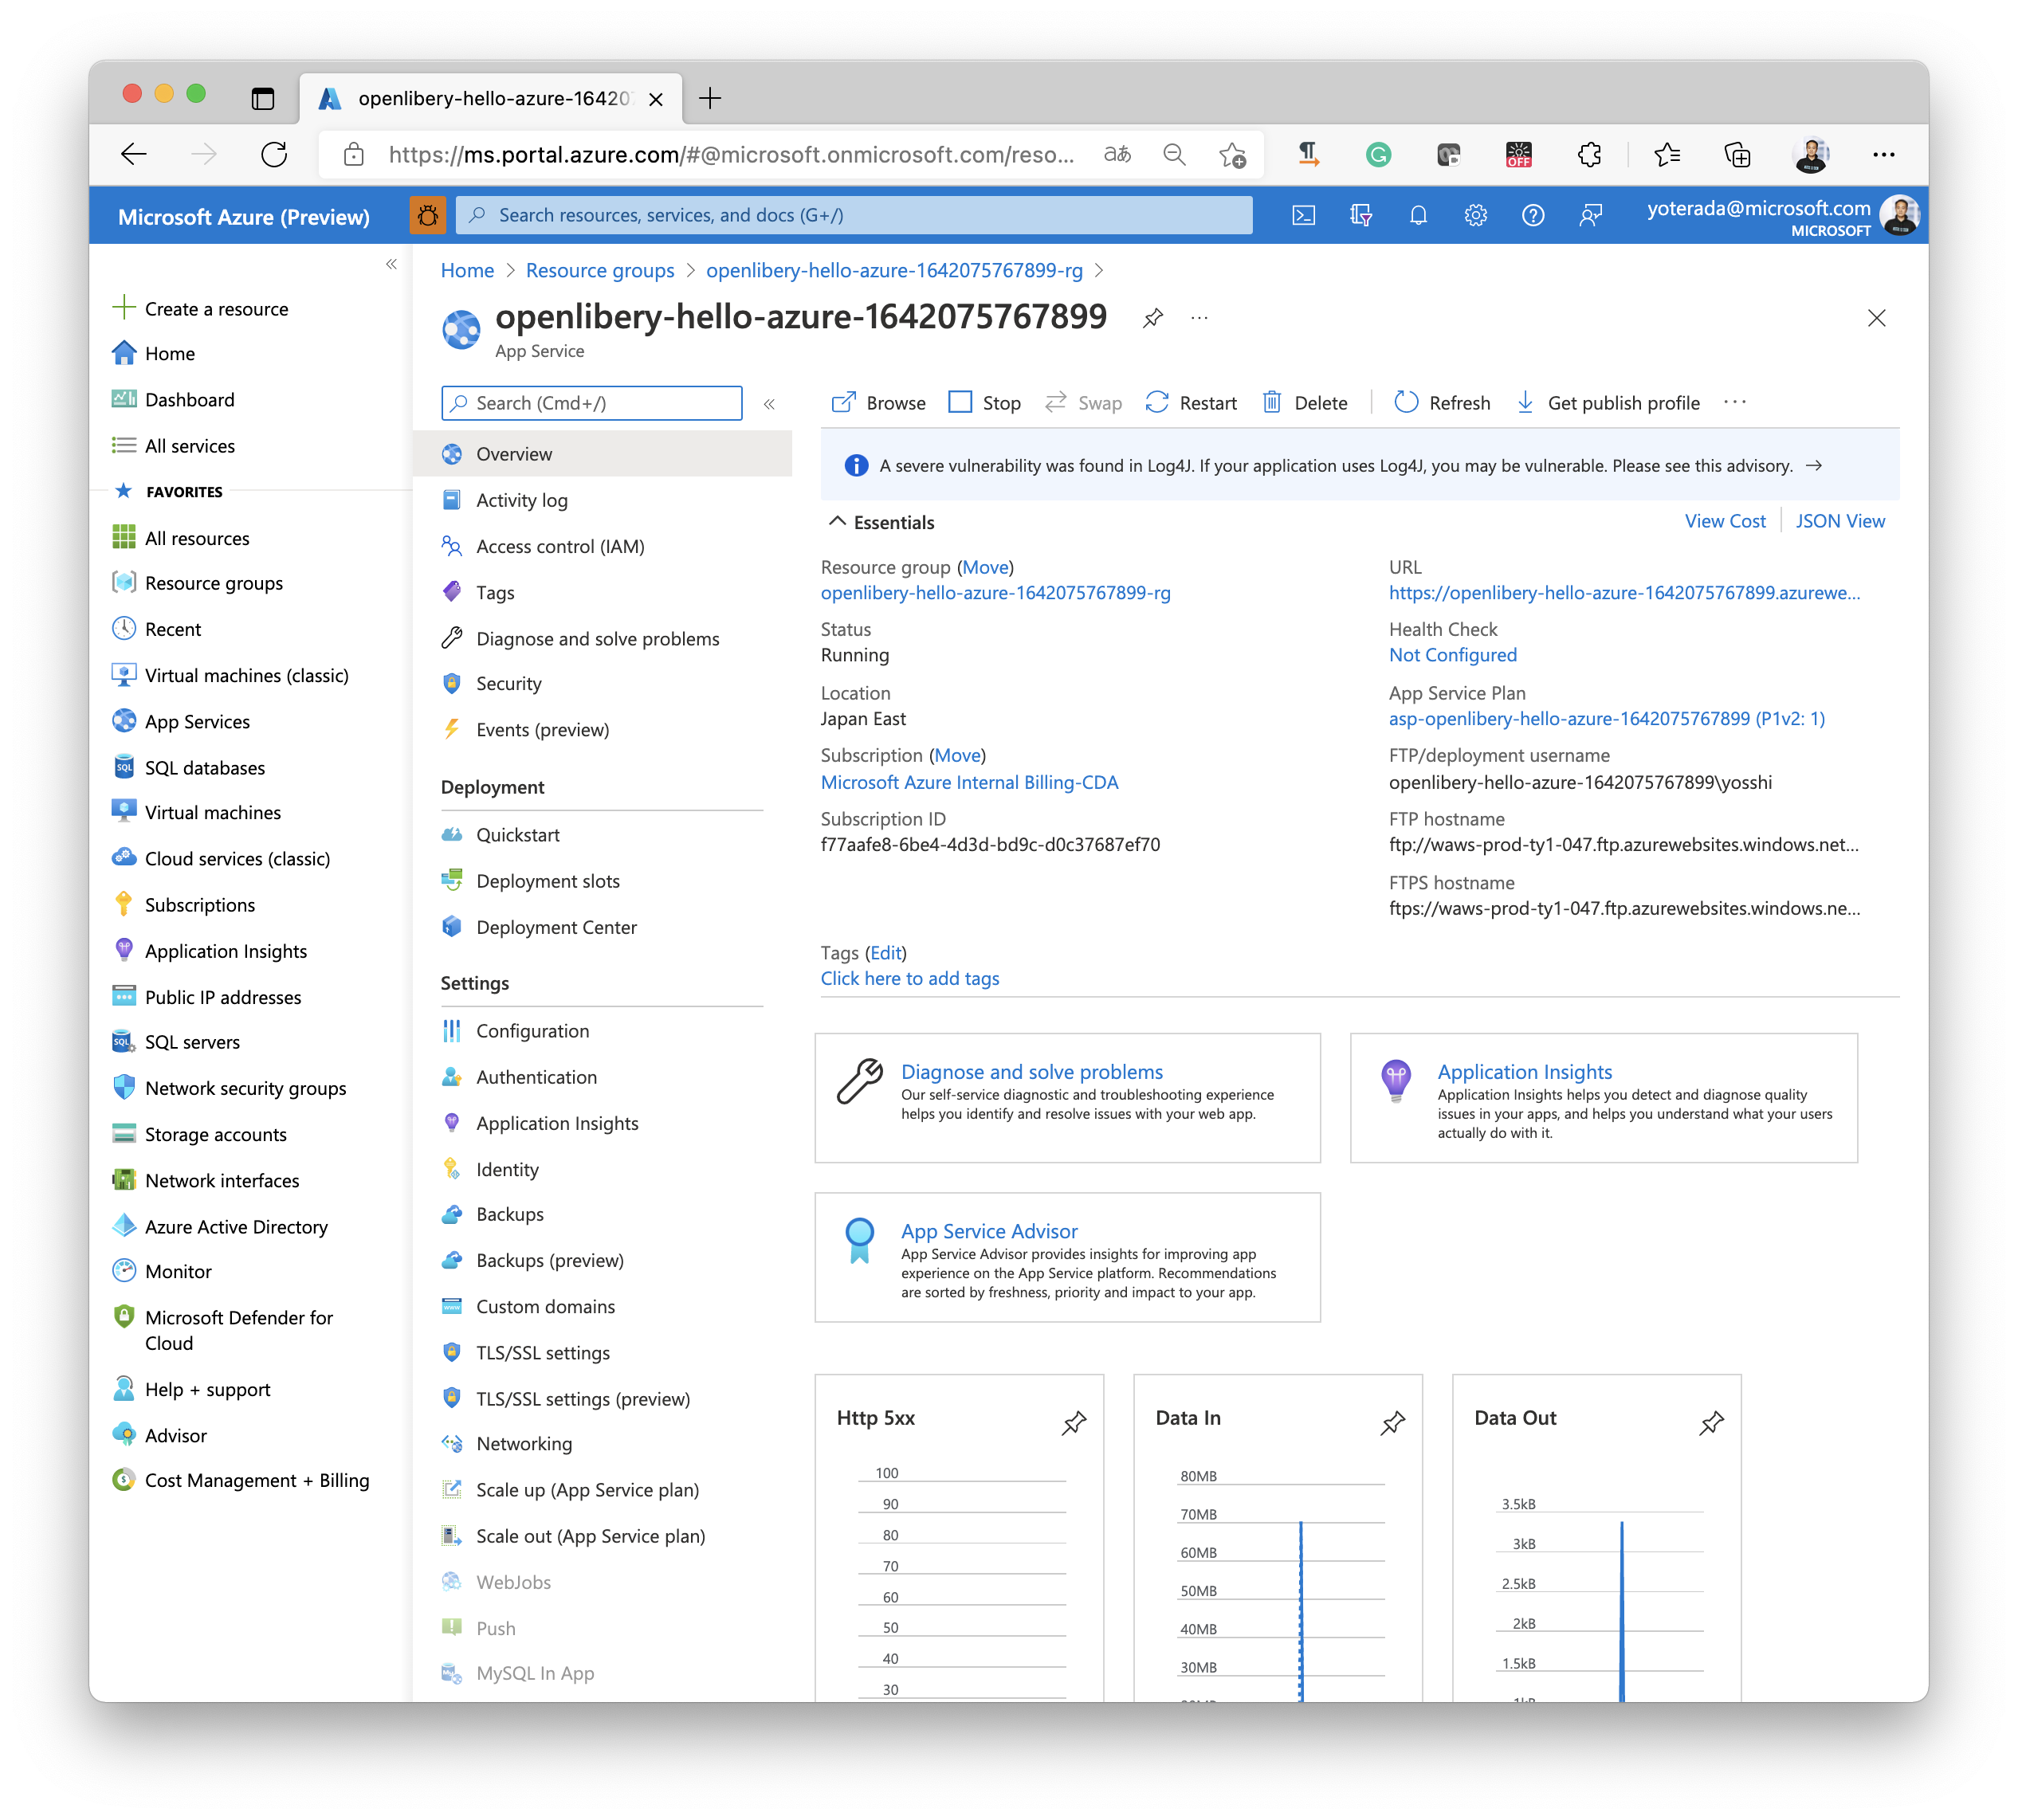 openlibery-hello-azure-16420
https://ms.portal.azure.com/#@microsoft.onmicrosoft.com/reso...
aあ
OFF
Microsoft Azure (Preview)
Search resources, services, and docs (G+/)
yoterada@microsoft.com
MICROSOFT
Create a resource
Home
Dashboard
All services
FAVORITES
All resources
Resource groups
Recent
Virtual machines (classic)
App Services
SQL databases
Virtual machines
Cloud services (classic)
Subscriptions
Application Insights
Public IP addresses
SQL servers
Network security groups
Storage accounts
Network interfaces
Azure Active Directory
Monitor
Microsoft Defender for
Cloud
Help + support
Advisor
Cost Management + Billing
Home > Resource groups > openlibery-hello-azure-1642075767899-rg >
openlibery-hello-azure-1642075767899
App Service
Search (Cmd+/)
Overview
Activity log
Access control (IAM)
Tags
Diagnose and solve problems
Security
Events (preview)
Deployment
Quickstart
Deployment slots
Deployment Center
Settings
Configuration
Authentication
Application Insights
Identity
Backups
Backups (preview)
Custom domains
TLS/SSL settings
TLS/SSL settings (preview)
Networking
Scale up (App Service plan)
Scale out (App Service plan)
WebJobs
Push
MySQL In App
Browse Stop Swap Restart Delete Refresh Get publish profile
A severe vulnerability was found in Log4J. If your application uses Log4J, you may be vulnerable. Please see this advisory. →
Essentials
View Cost JSON View
Resource group (Move)
openlibery-hello-azure-1642075767899-rg
Status
Running
Location
Japan East
Subscription (Move)
Microsoft Azure Internal Billing-CDA
Subscription ID
f77aafe8-6be4-4d3d-bd9c-d0c37687ef70
URL
https://openlibery-hello-azure-1642075767899.azurewe...
Health Check
Not Configured
App Service Plan
asp-openlibery-hello-azure-1642075767899 (P1v2: 1)
FTP/deployment username
openlibery-hello-azure-1642075767899\yosshi
FTP hostname
ftp://waws-prod-ty1-047.ftp.azurewebsites.windows.net...
FTPS hostname
ftps://waws-prod-ty1-047.ftp.azurewebsites.windows.ne...
Tags (Edit)
Click here to add tags
Diagnose and solve problems
Our self-service diagnostic and troubleshooting experience
helps you identify and resolve issues with your web app.
Application Insights
Application Insights helps you detect and diagnose quality
issues in your apps, and helps you understand what your users
actually do with it.
App Service Advisor
App Service Advisor provides insights for improving app
experience on the App Service platform. Recommendations
are sorted by freshness, priority and impact to your app.
Http 5xx
100
90
80
70
60
50
40
30
Data In
80MB
70MB
60MB
50MB
40MB
30MB
Data Out
3.5kB
3kB
2.5kB
2kB
1.5kB